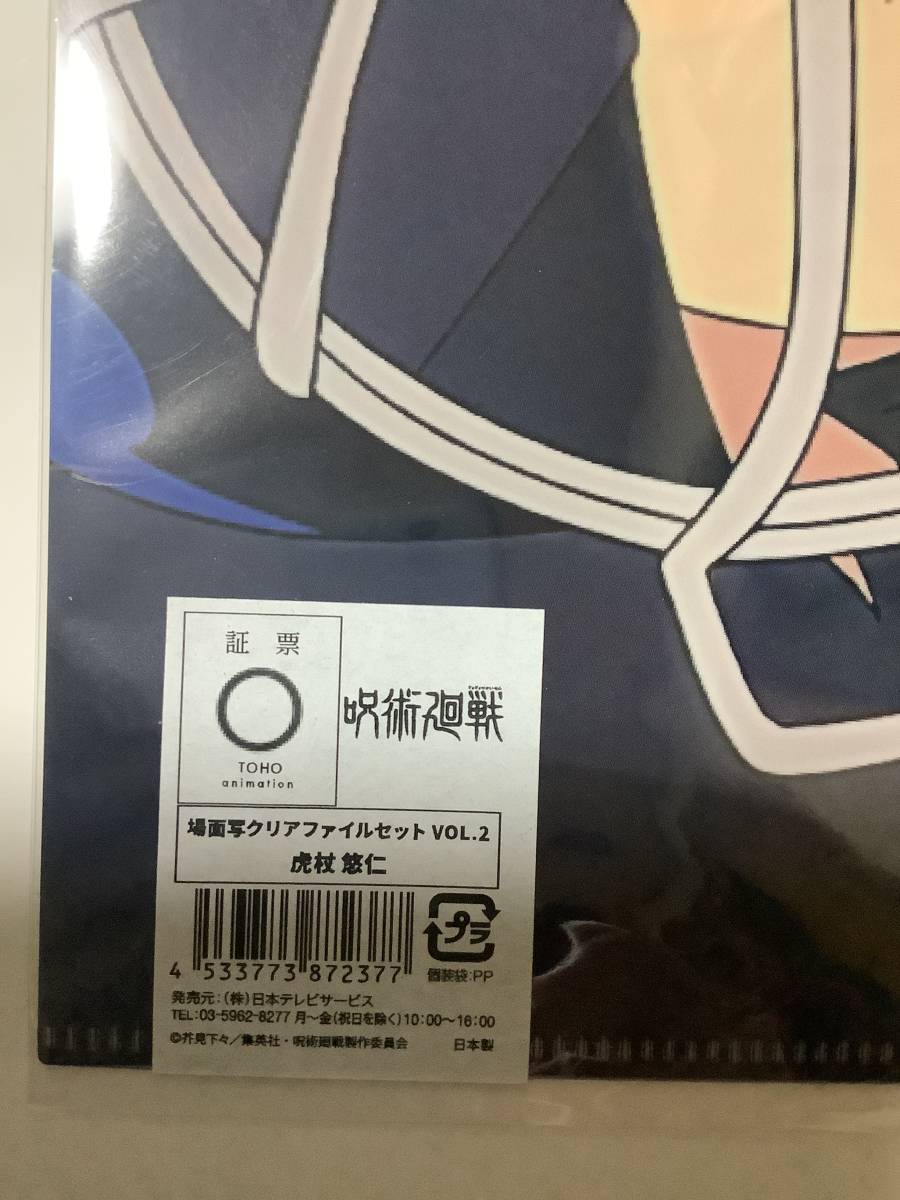 証 票
TOHO
animation
呪術廻戦
場面写クリアファイルセット VOL.2
虎杖 悠仁
4 533773 872377
プラ
個装袋:PP
発売元:(株)日本テレビサービス
TEL:03-5962-8277 月〜金(祝日を除く)10:00〜16:00
©芥見下々/集英社・呪術廻戦製作委員会 日本製